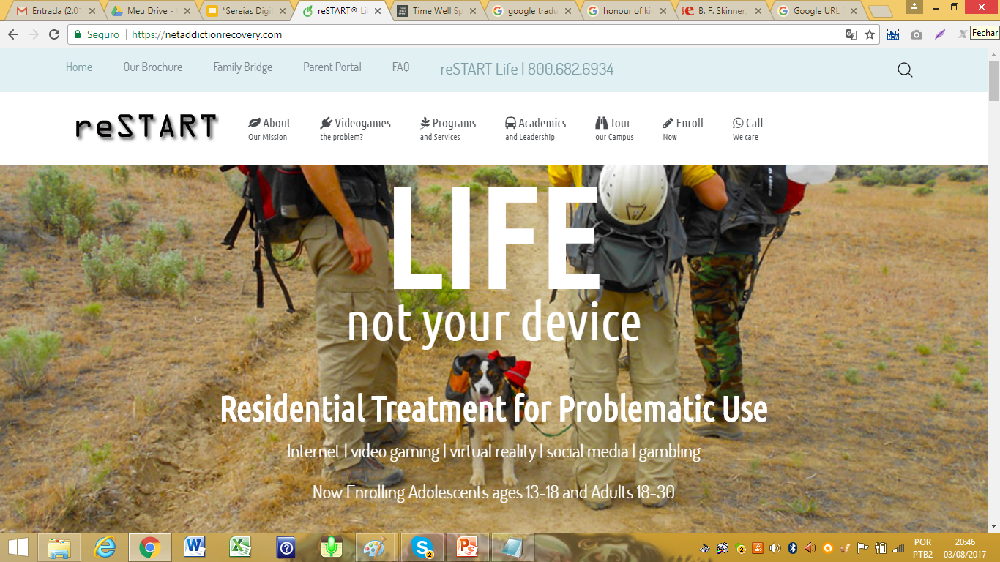 Entrada (2.01
Meu Drive -
“Sereias Digi
reSTART® Li
Time Well Sp
google tradu
honour of kin
B. F. Skinner,
Google URL S
Seguro https://netaddictionrecovery.com
NEW
Fechar
Home Our Brochure Family Bridge Parent Portal FAQ reSTART Life | 800.682.6934
reSTART
About
Our Mission
Videogames
the problem?
Programs
and Services
Academics
and Leadership
Tour
our Campus
Enroll
Now
Call
We care
LIFE
not your device
Residential Treatment for Problematic Use
Internet | video gaming | virtual reality | social media | gambling
Now Enrolling Adolescents ages 13-18 and Adults 18-30
POR
PTB2
20:46
03/08/2017